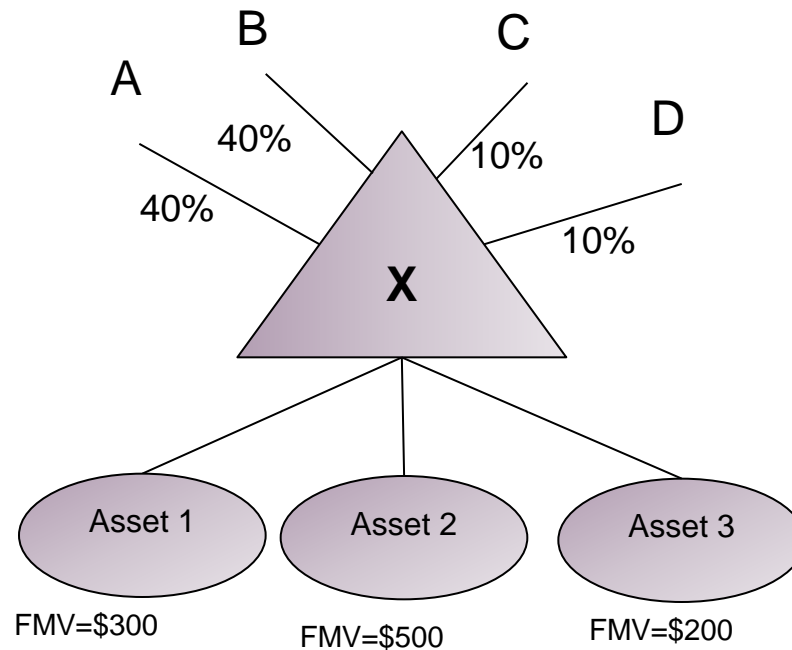 A
B
C
D
40%
40%
10%
10%
X
Asset 1
Asset 2
Asset 3
FMV=$300
FMV=$500
FMV=$200